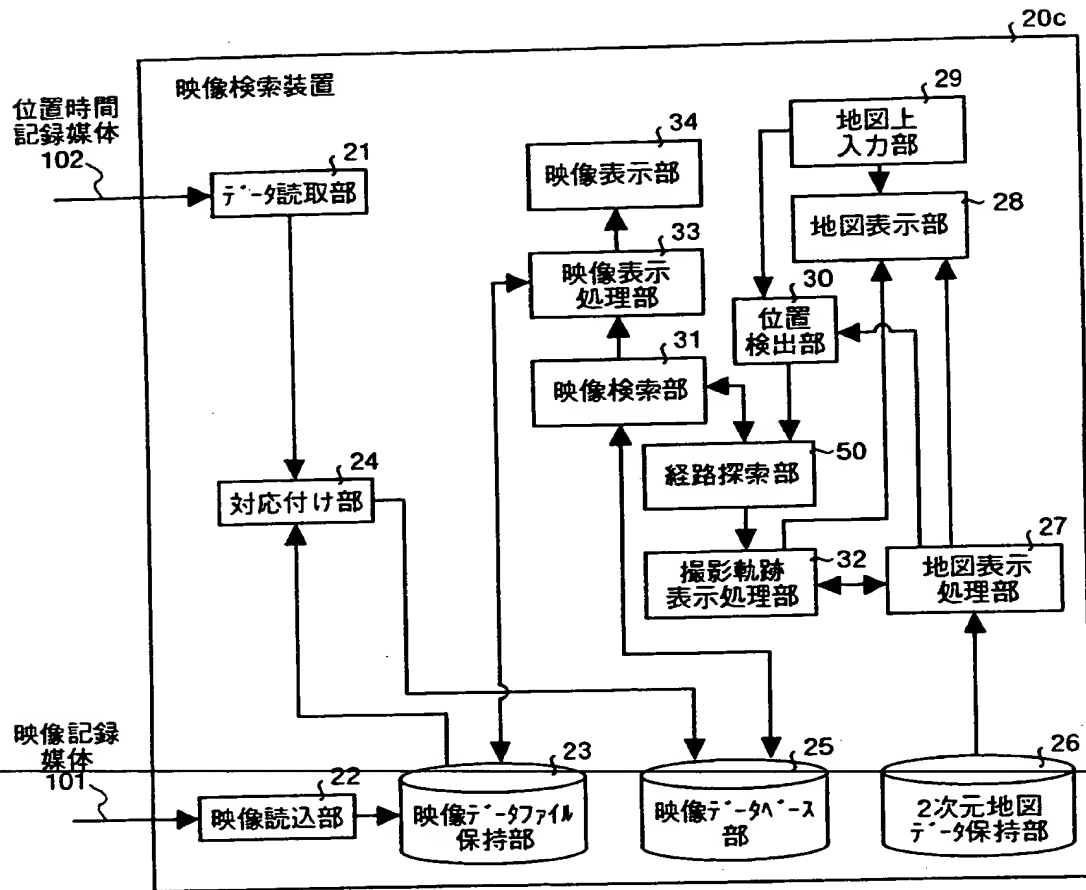 20c
映像検索装置
位置時間
記録媒体
102
21
データ読取部
34
映像表示部
29
地図上
入力部
28
地図表示部
33
映像表示
処理部
30
位置
検出部
31
映像検索部
50
経路探索部
24
対応付け部
32
撮影軌跡
表示処理部
27
地図表示
処理部
映像記録
媒体
101
22
映像読込部
23
映像データファイル
保持部
25
映像データベース
部
26
2次元地図
データ保持部